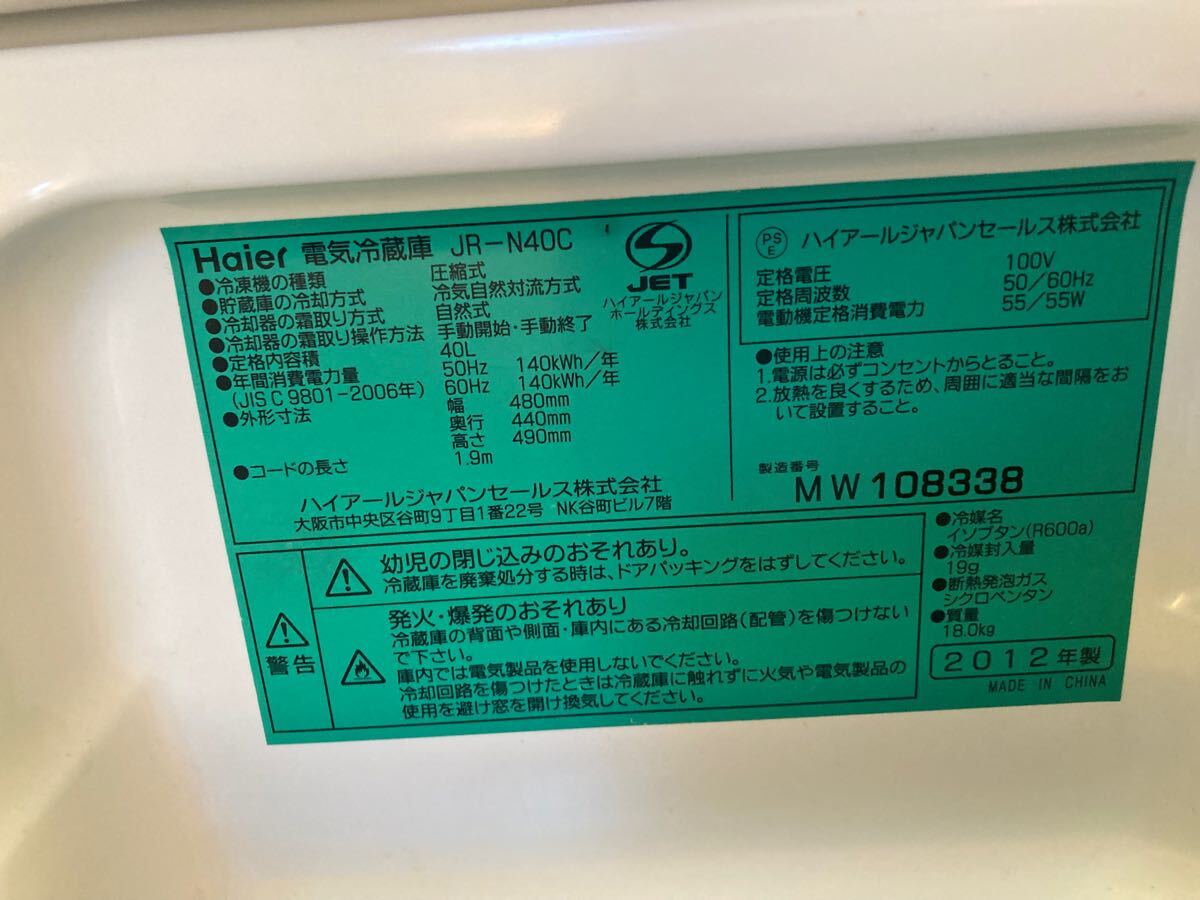 Haier 電気冷蔵庫 JR-N40C
●冷凍機の種類 圧縮式
●貯蔵庫の冷却方式 冷気自然対流方式
●冷却器の霜取り方式 自然式
●冷却器の霜取り操作方法 手動開始・手動終了
●定格内容積 40L
●年間消費電力量 50Hz 140kWh/年
(JIS C 9801-2006年) 60Hz 140kWh/年
●外形寸法 幅 480mm
奥行 440mm
高さ 490mm
●コードの長さ 1.9m
ハイアールジャパンセールス株式会社
大阪市中央区谷町9丁目1番22号 NK谷町ビル7階
S
JET
ハイアールジャパン
ホールディングス
株式会社
PS
E
ハイアールジャパンセールス株式会社
定格電圧 100V
定格周波数 50/60Hz
電動機定格消費電力 55/55W
●使用上の注意
1.電源は必ずコンセントからとること。
2.放熱を良くするため、周囲に適当な間隔をお
いて設置すること。
製造番号
MW108338
警告
幼児の閉じ込みのおそれあり。
冷蔵庫を廃棄処分する時は、ドアパッキングをはずしてください。
発火・爆発のおそれあり
冷蔵庫の背面や側面・庫内にある冷却回路(配管)を傷つけない
で下さい。
庫内では電気製品を使用しないでください。
冷却回路を傷つけたときは冷蔵庫に触れずに火気や電気製品の
使用を避け窓を開け換気してください。
●冷媒名
イソブタン(R600a)
●冷媒封入量
19g
●断熱発泡ガス
シクロペンタン
●質量
18.0kg
2012年製
MADE IN CHINA